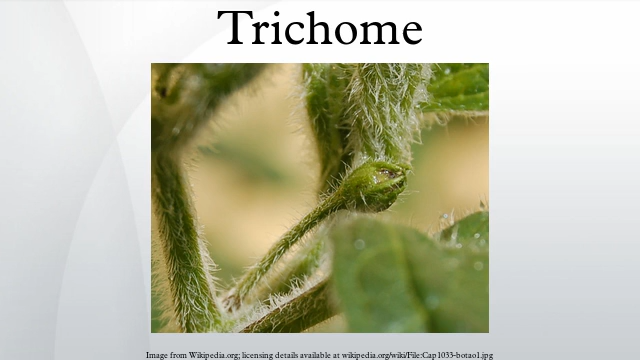 Trichome
Image from Wikipedia.org; licensing details available at wikipedia.org/wiki/File:Cap1033-botao1.jpg